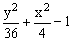 y²/36 + x²/4 − 1